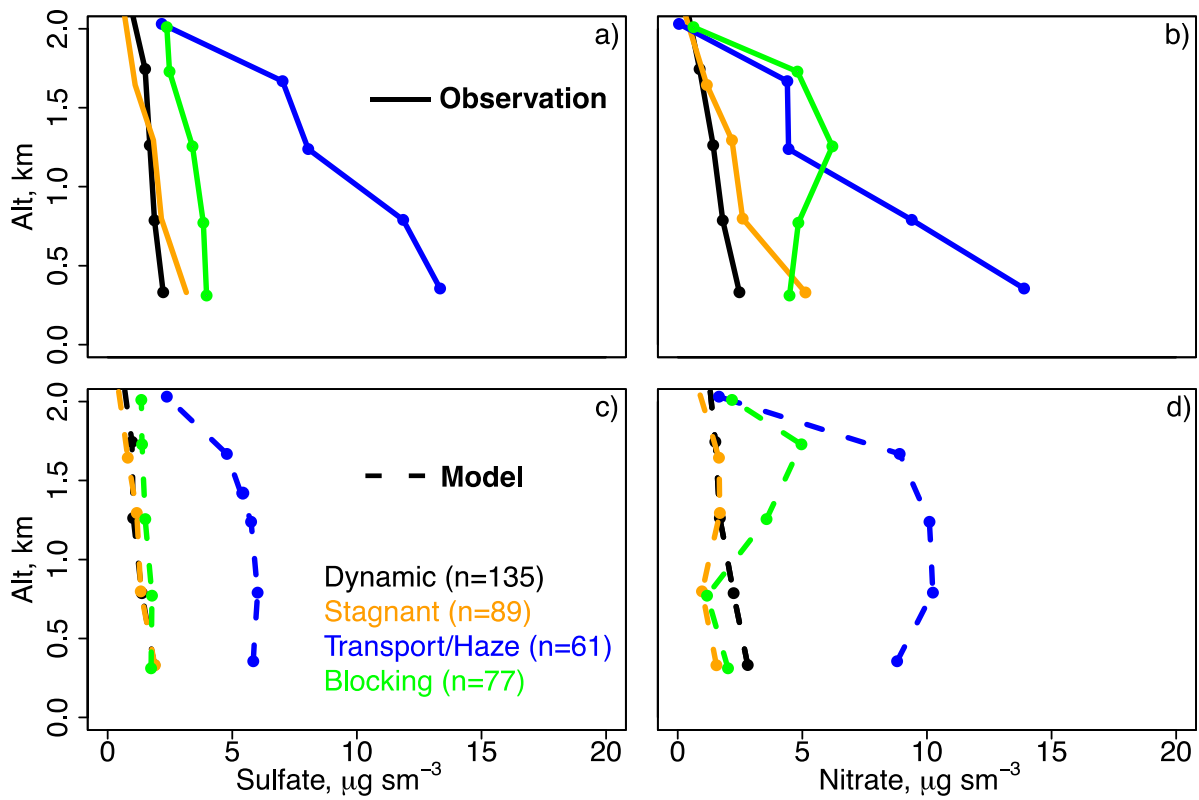 a)
Observation
Alt, km
0.0 0.5 1.0 1.5 2.0
b)
c)
Model
Dynamic (n=135)
Stagnant (n=89)
Transport/Haze (n=61)
Blocking (n=77)
Alt, km
0.0 0.5 1.0 1.5 2.0
d)
0 5 10 15 20
Sulfate, μg sm⁻³
0 5 10 15 20
Nitrate, μg sm⁻³